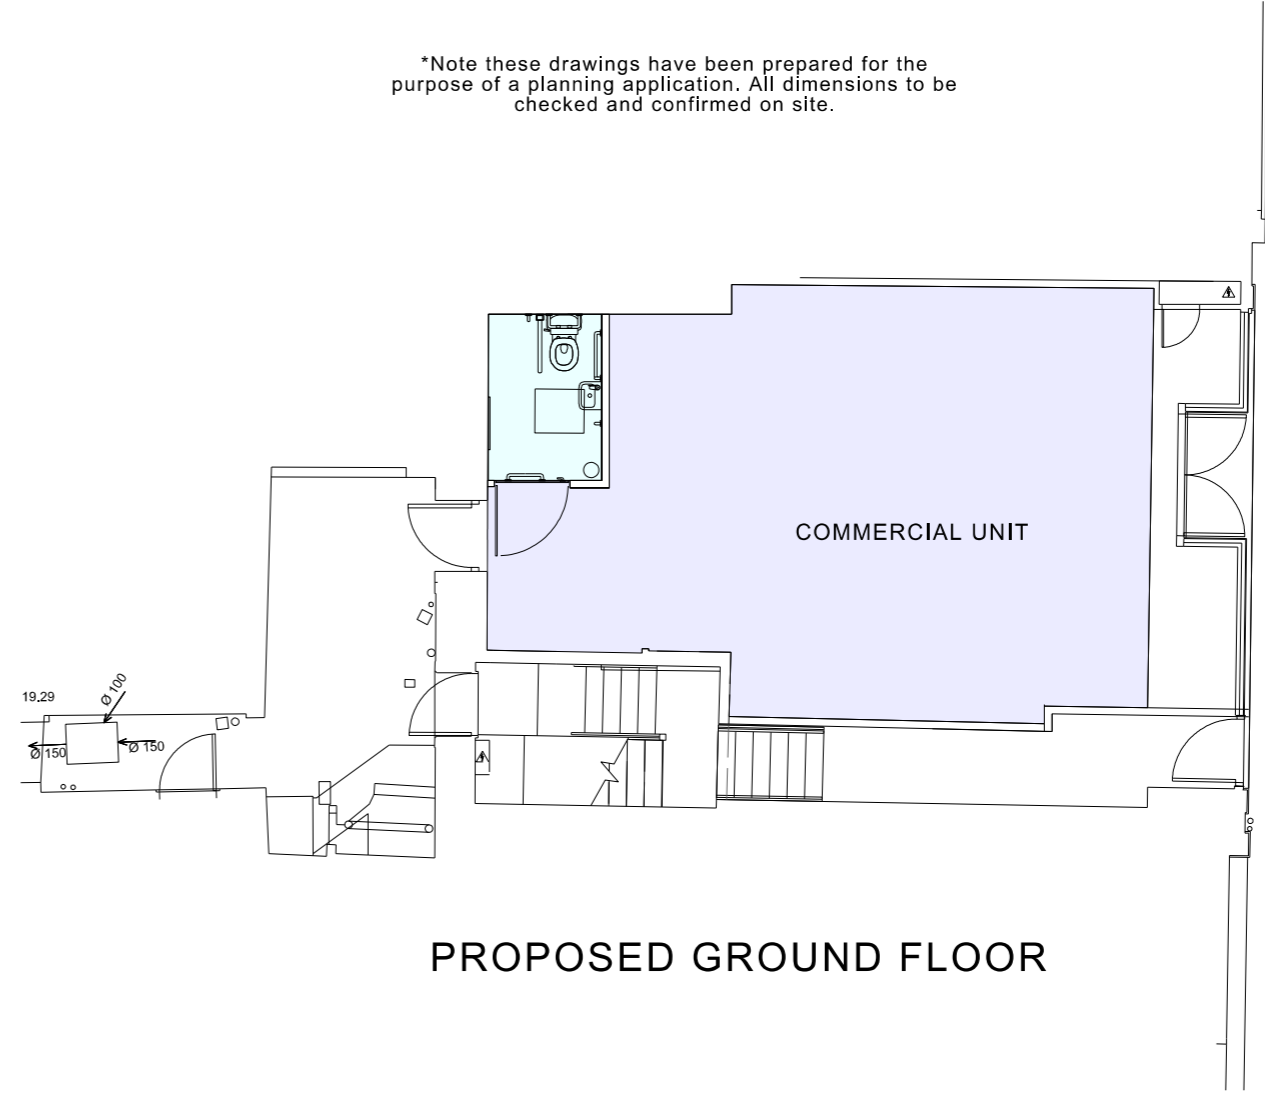 *Note these drawings have been prepared for the
purpose of a planning application. All dimensions to be
checked and confirmed on site.
COMMERCIAL UNIT
19.29
Ø 100
Ø 150
Ø 150
PROPOSED GROUND FLOOR